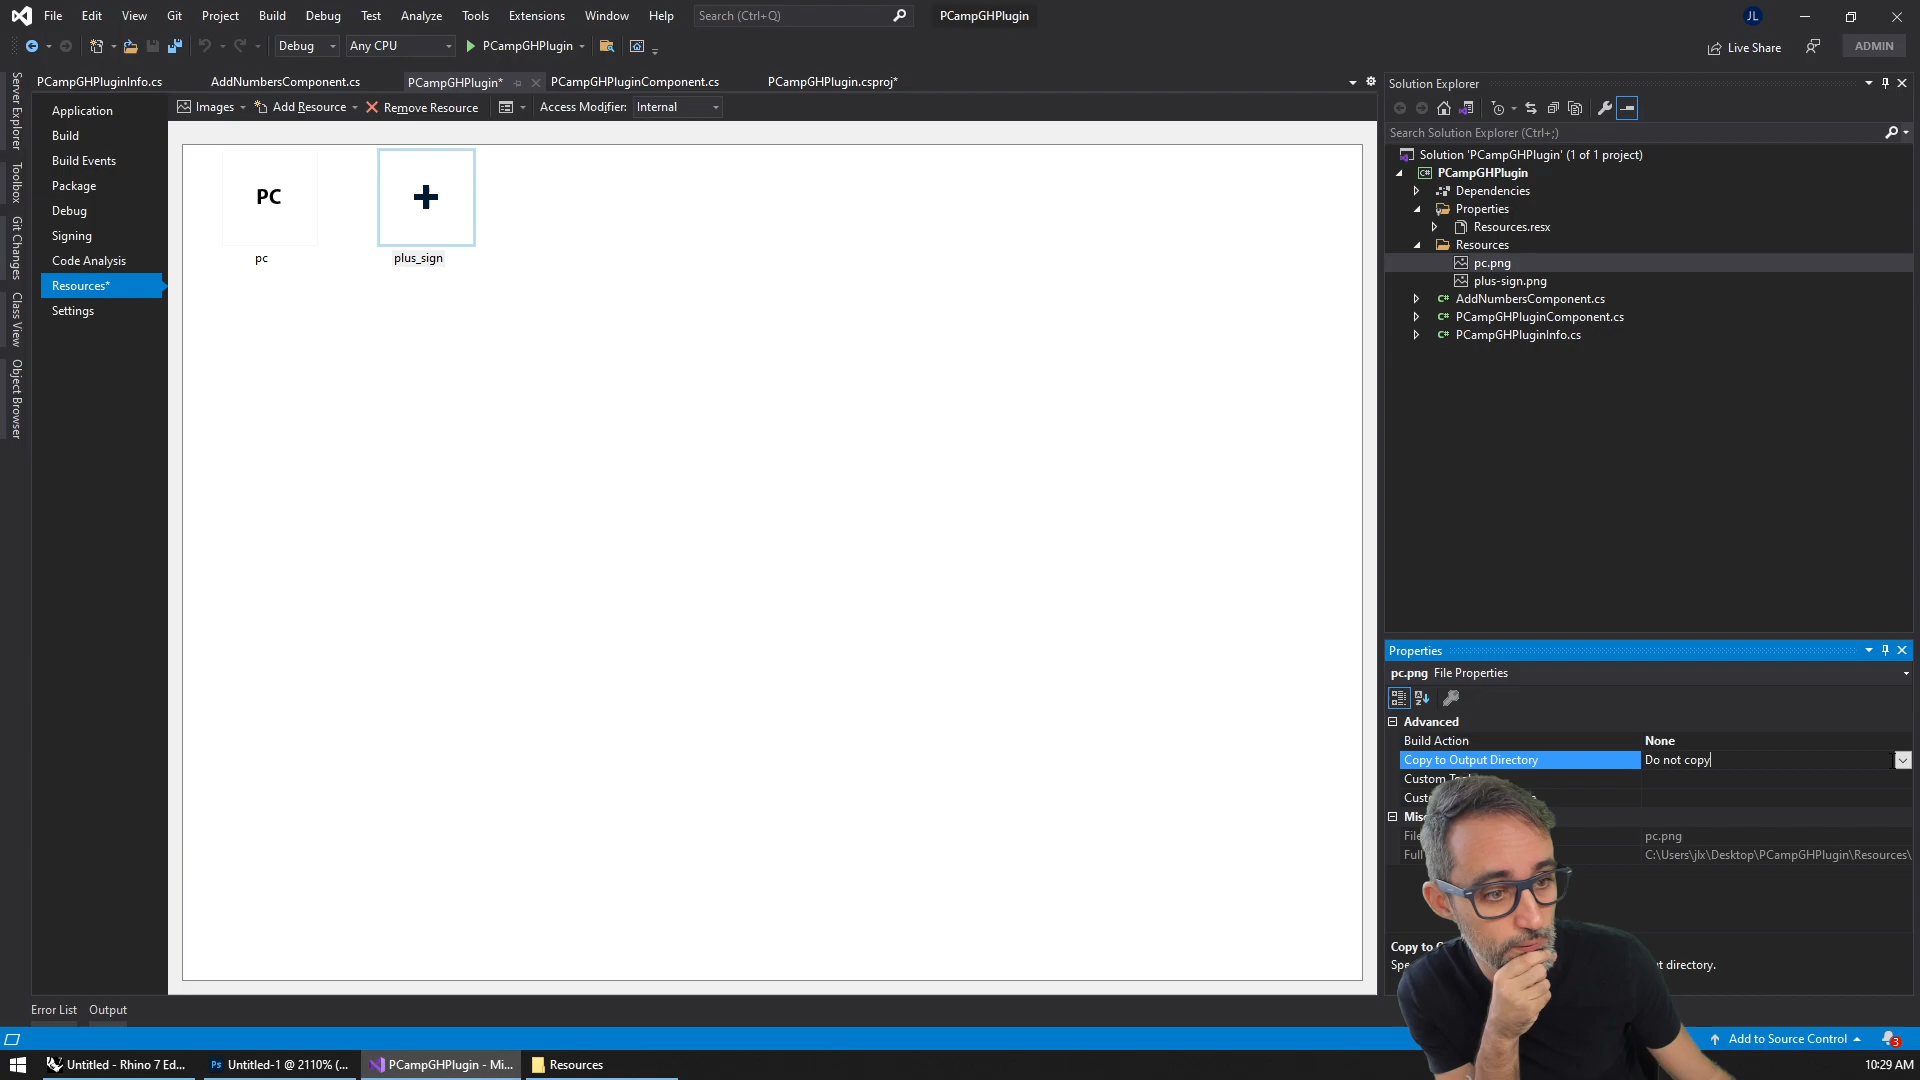 File Edit View Git Project Build Debug Test Analyze Tools Extensions Window Help Search (Ctrl+Q) PCampGHPlugin JL
Debug Any CPU PCampGHPlugin Live Share ADMIN
PCampGHPluginInfo.cs AddNumbersComponent.cs PCampGHPlugin* PCampGHPluginComponent.cs PCampGHPlugin.csproj*
Server Explorer
Toolbox
Git Changes
Class View
Object Browser
Application
Build
Build Events
Package
Debug
Signing
Code Analysis
Resources*
Settings
Images Add Resource Remove Resource Access Modifier: Internal
PC
pc plus_sign
Solution Explorer
Search Solution Explorer (Ctrl+;)
Solution 'PCampGHPlugin' (1 of 1 project)
C# PCampGHPlugin
Dependencies
Properties
Resources.resx
Resources
pc.png
plus-sign.png
C# AddNumbersComponent.cs
C# PCampGHPluginComponent.cs
C# PCampGHPluginInfo.cs
Properties
pc.png File Properties
Advanced
Build Action None
Copy to Output Directory Do not copy
Custom
pc.png
Full C:\Users\jlx\Desktop\PCampGHPlugin\Resources\
Copy to
directory.
Error List Output
Add to Source Control 3
Untitled - Rhino 7 Ed... Ps Untitled-1 @ 2110% (... PCampGHPlugin - Mi... Resources 10:29 AM